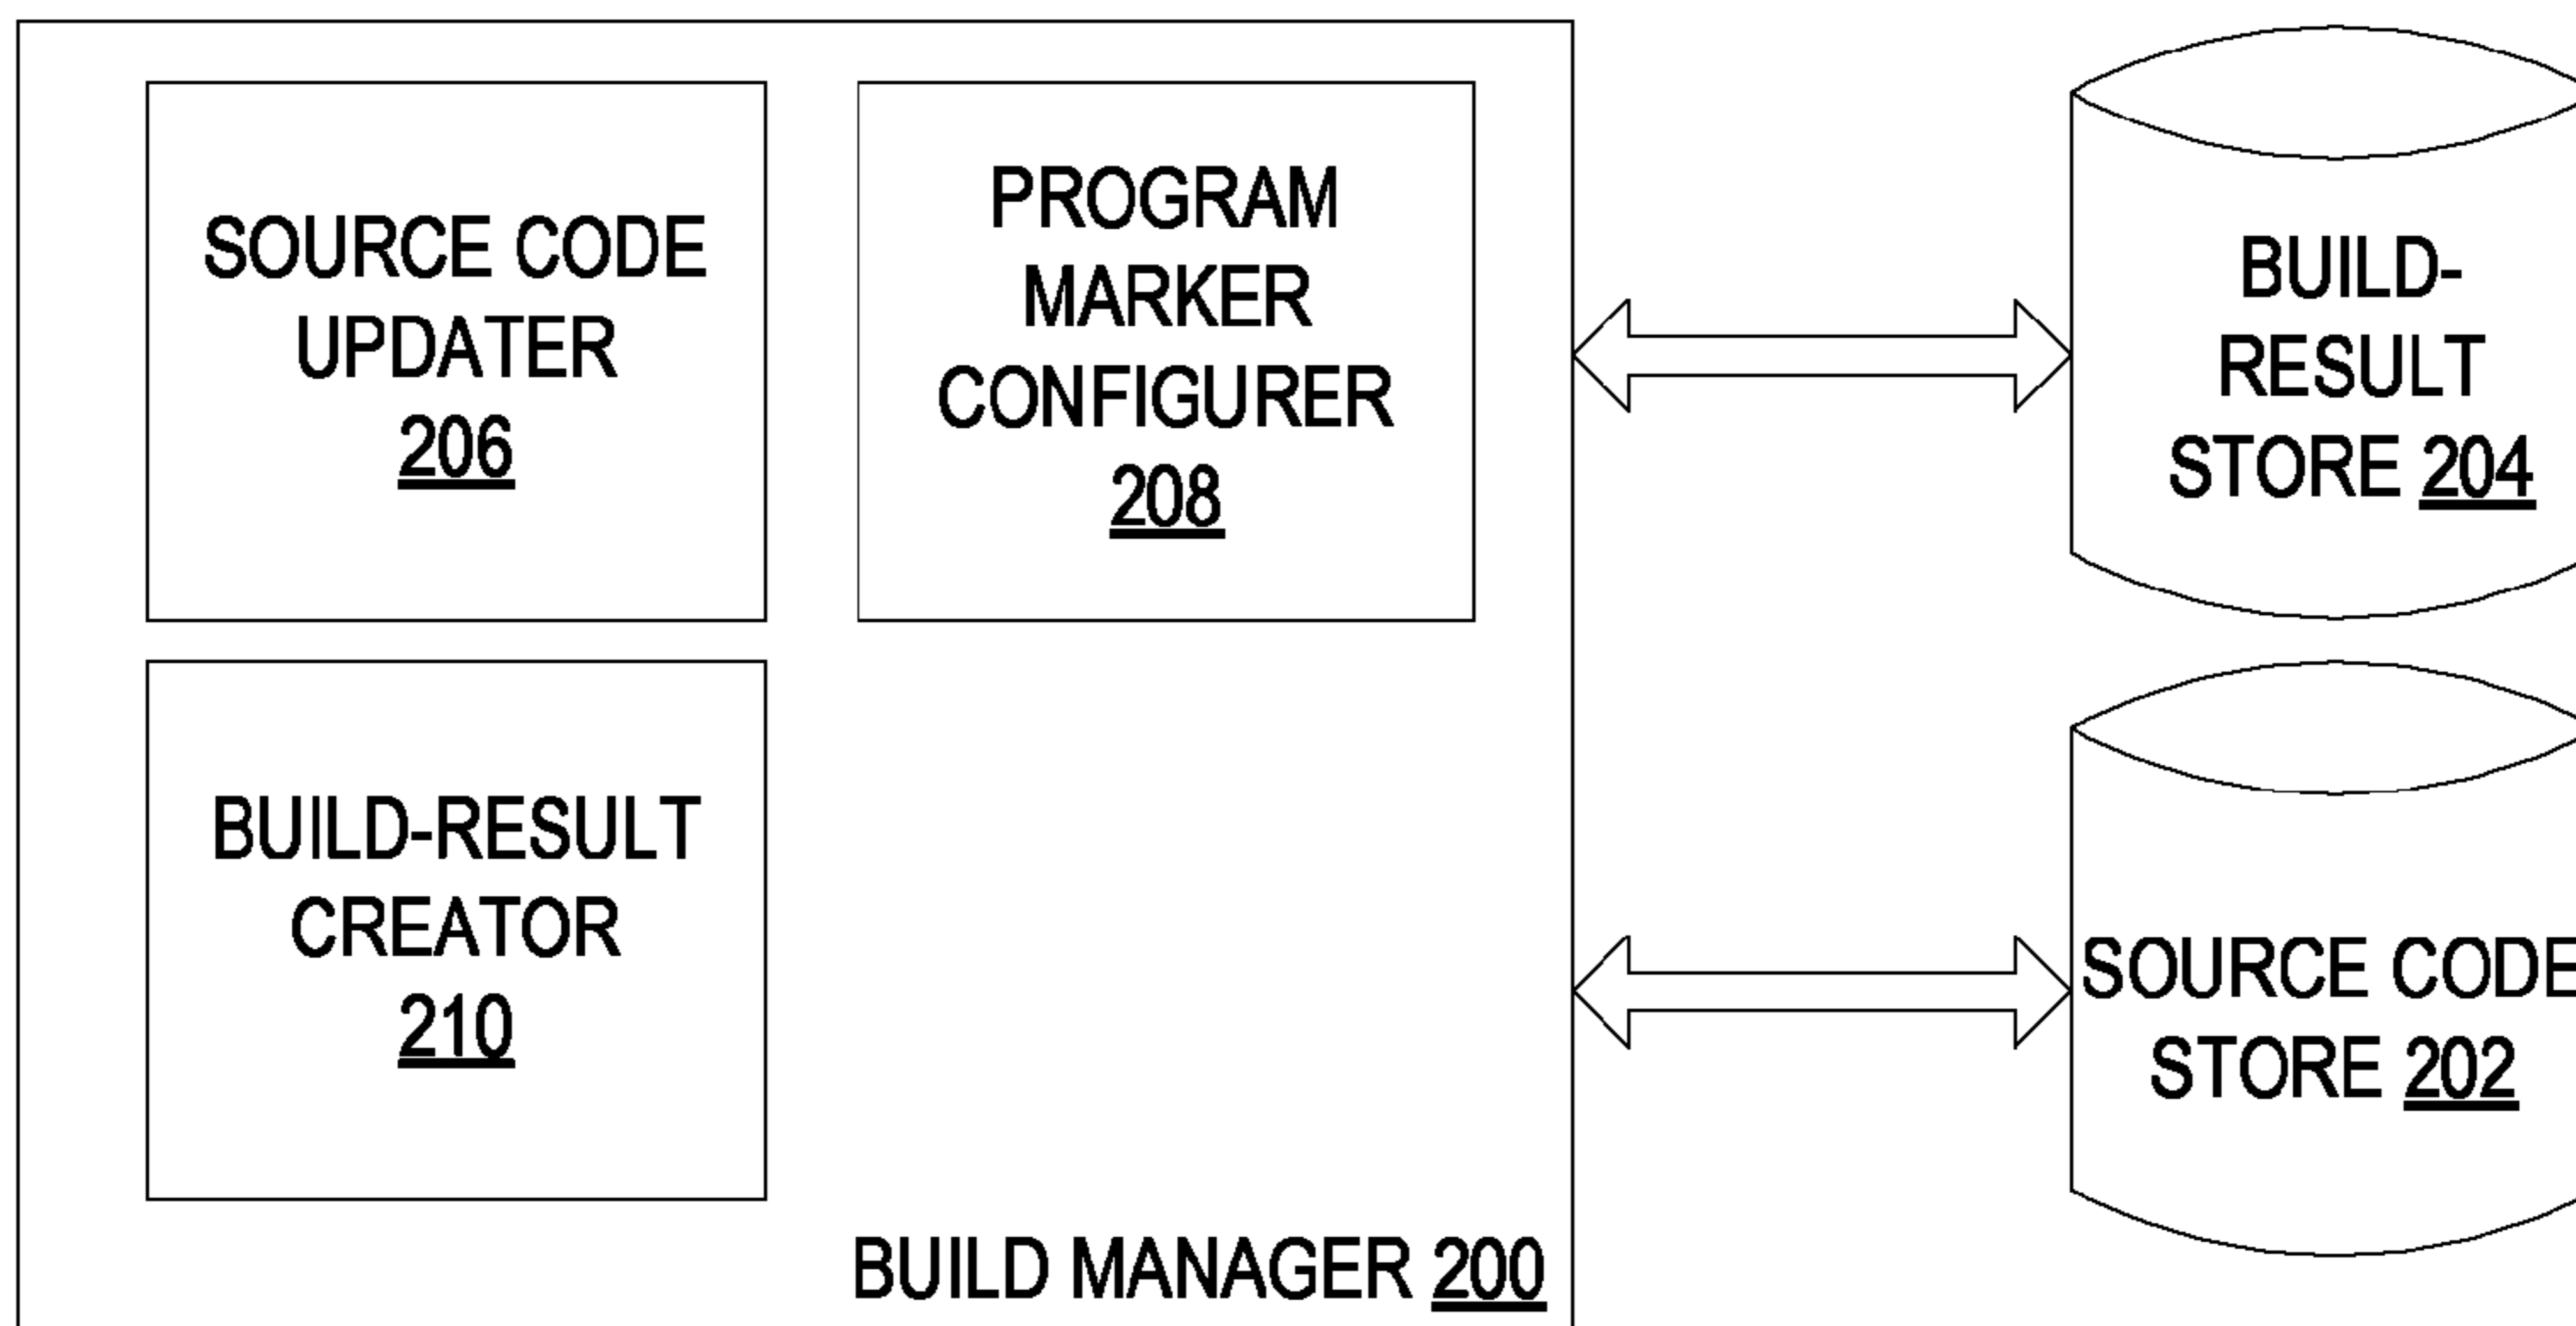 SOURCE CODE
UPDATER
206
PROGRAM
MARKER
CONFIGURER
208
BUILD-RESULT
CREATOR
210
BUILD MANAGER 200
BUILD-
RESULT
STORE 204
SOURCE CODE
STORE 202